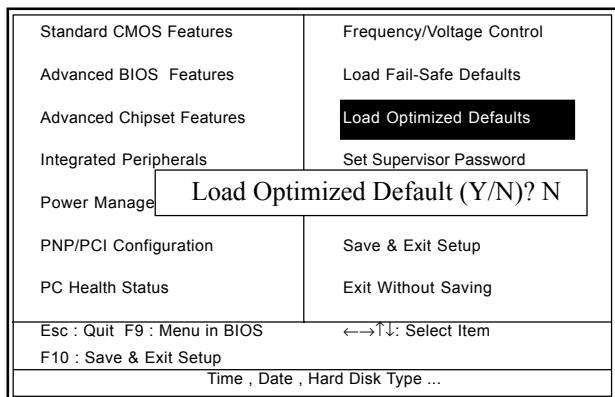 Standard CMOS Features
Frequency/Voltage Control
Advanced BIOS Features
Load Fail-Safe Defaults
Advanced Chipset Features
Load Optimized Defaults
Integrated Peripherals
Set Supervisor Password
Power Manage
Load Optimized Default (Y/N)? N
PNP/PCI Configuration
Save & Exit Setup
PC Health Status
Exit Without Saving
Esc : Quit F9 : Menu in BIOS
←→↑↓: Select Item
F10 : Save & Exit Setup
Time , Date , Hard Disk Type ...